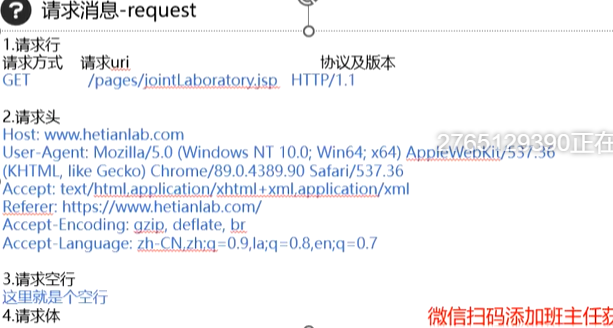 ? 请求消息-request
1.请求行
请求方式 请求uri 协议及版本
GET /pages/jointLaboratory.jsp HTTP/1.1
2.请求头
Host: www.hetianlab.com
2765129390正在
User-Agent: Mozilla/5.0 (Windows NT 10.0; Win64; x64) AppleWebKit/537.36
(KHTML, like Gecko) Chrome/89.0.4389.90 Safari/537.36
Accept: text/html,application/xhtml+xml,application/xml
Referer: https://www.hetianlab.com/
Accept-Encoding: gzip, deflate, br
Accept-Language: zh-CN,zh;q=0.9,la;q=0.8,en;q=0.7
3.请求空行
这里就是个空行
4.请求体
微信扫码添加班主任获